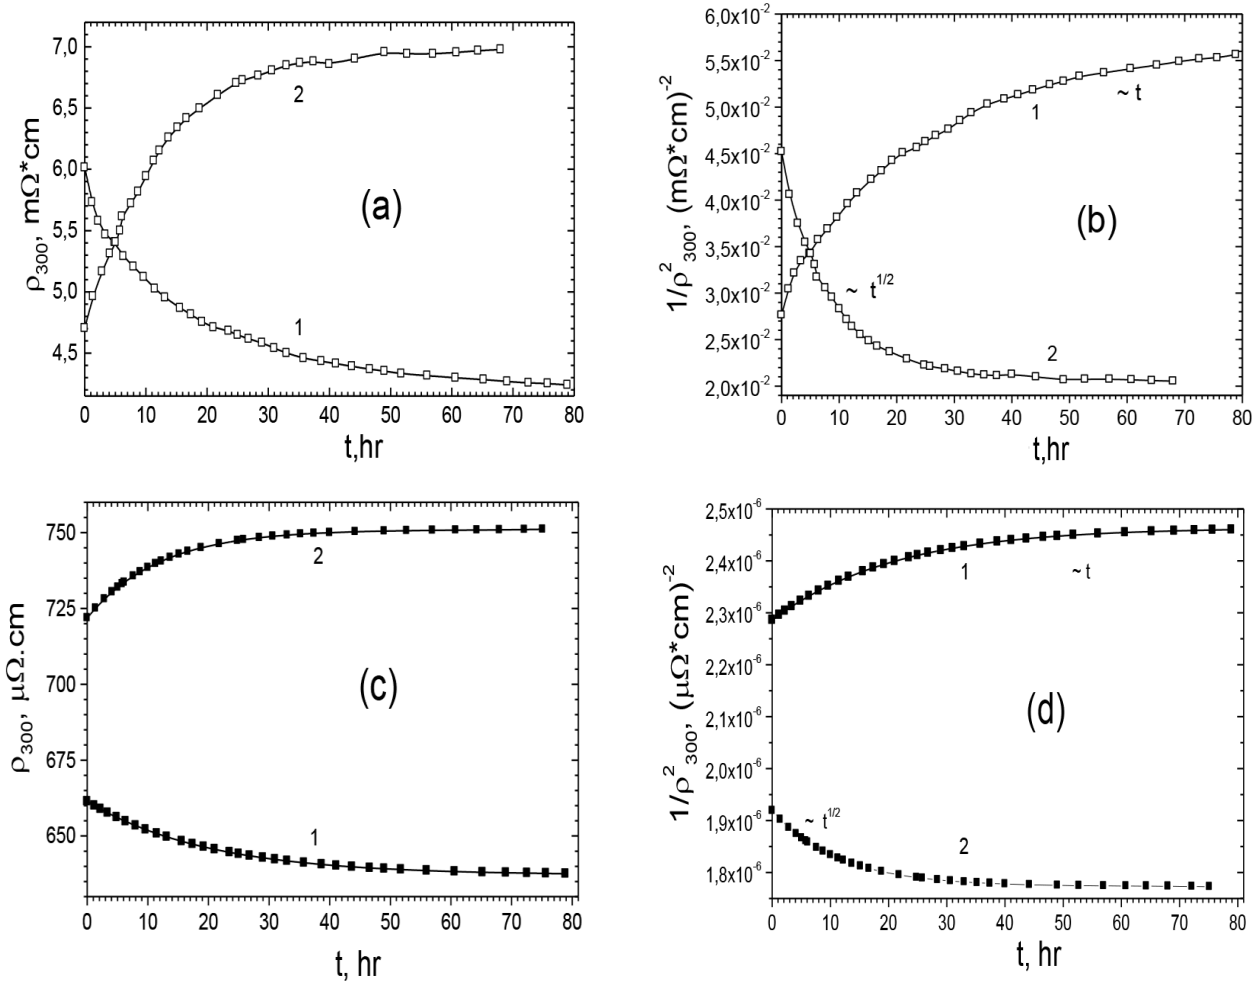 7,0
6,5
6,0
5,5
5,0
4,5
ρ300, mΩ*cm
2
1
(a)
0 10 20 30 40 50 60 70 80
t,hr
6,0x10-2
5,5x10-2
5,0x10-2
4,5x10-2
4,0x10-2
3,5x10-2
3,0x10-2
2,5x10-2
2,0x10-2
1/ρ2300, (mΩ*cm)-2
1
~ t
(b)
~ t1/2
2
0 10 20 30 40 50 60 70 80
t,hr
750
725
700
675
650
ρ300, μΩ.cm
2
(c)
1
0 10 20 30 40 50 60 70 80
t, hr
2,5x10-6
2,4x10-6
2,3x10-6
2,2x10-6
2,1x10-6
2,0x10-6
1,9x10-6
1,8x10-6
1/ρ2300, (μΩ*cm)-2
1
~ t
(d)
~ t1/2
2
0 10 20 30 40 50 60 70 80
t, hr